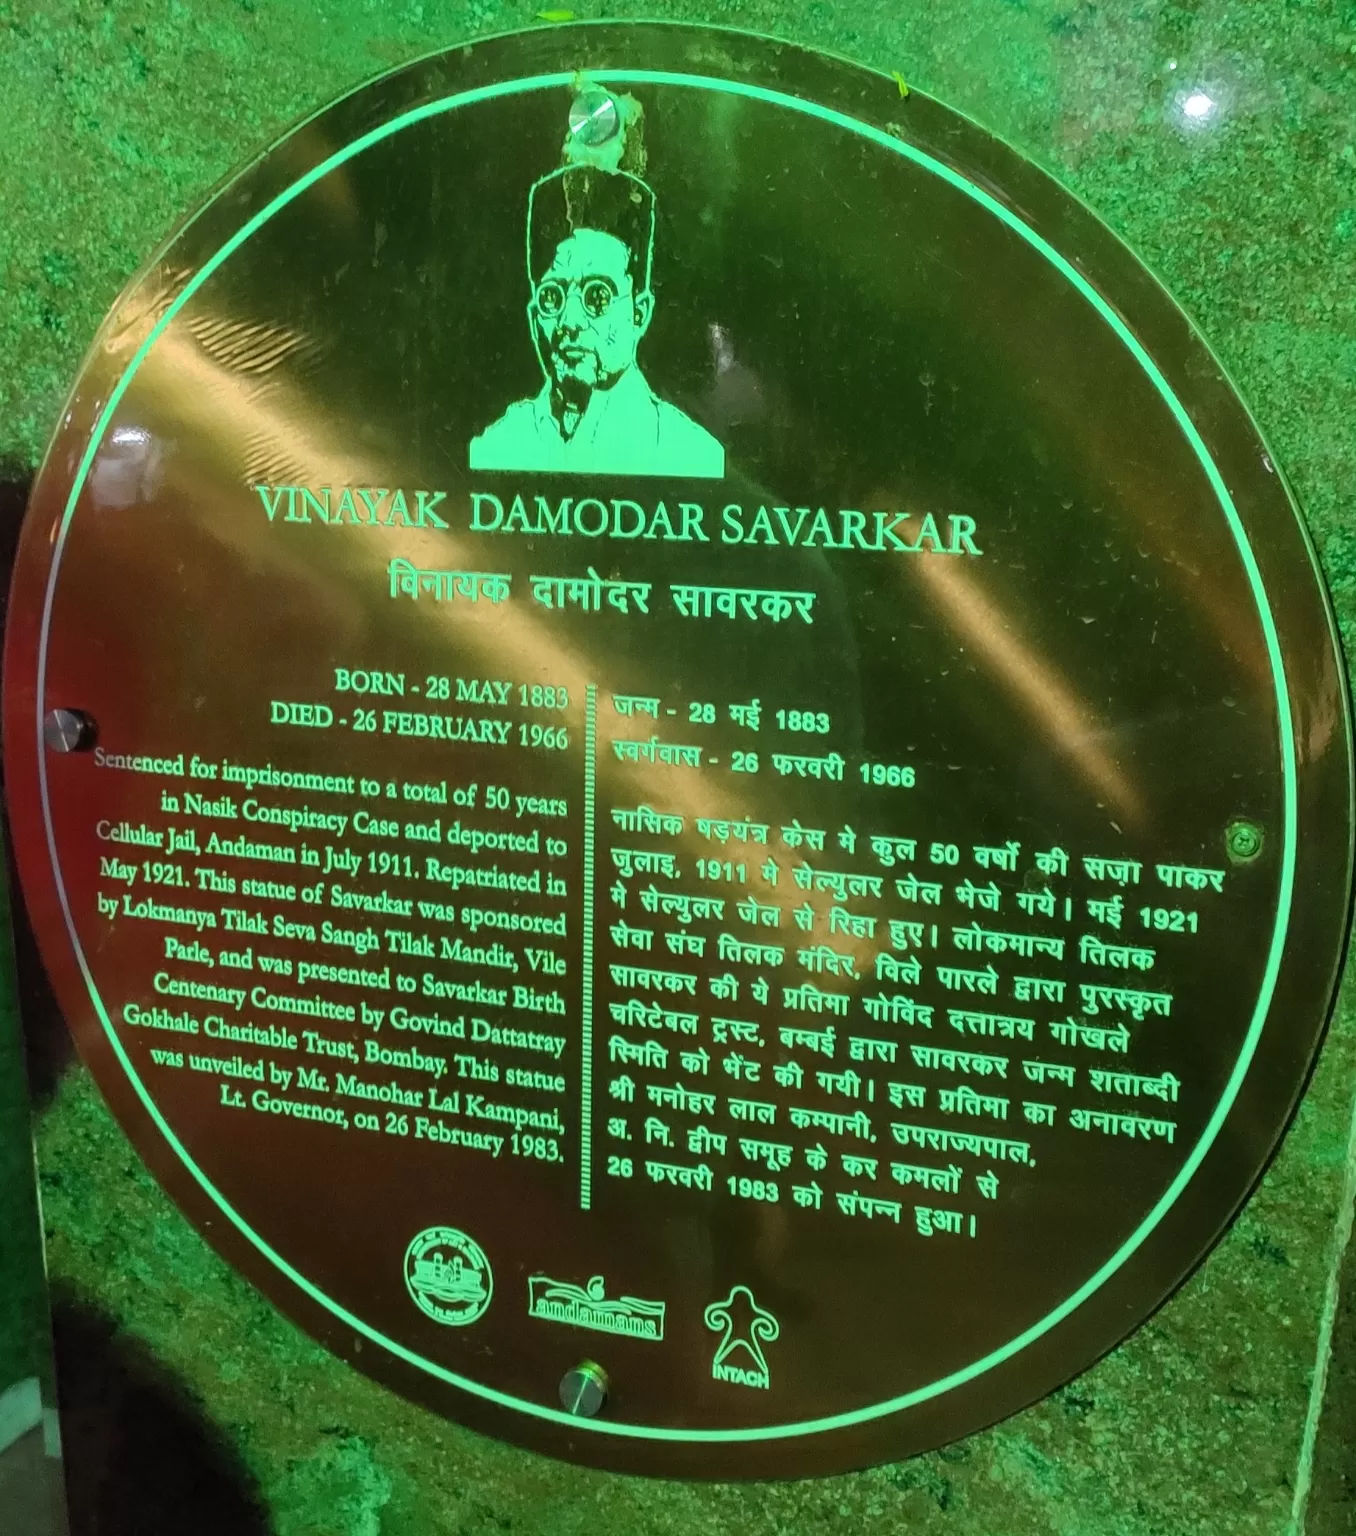 VINAYAK DAMODAR SAVARKAR
विनायक दामोदर सावरकर
BORN - 28 MAY 1883
DIED - 26 FEBRUARY 1966
Sentenced for imprisonment to a total of 50 years
in Nasik Conspiracy Case and deported to
Cellular Jail, Andaman in July 1911. Repatriated in
May 1921. This statue of Savarkar was sponsored
by Lokmanya Tilak Seva Sangh Tilak Mandir, Vile
Parle, and was presented to Savarkar Birth
Centenary Committee by Govind Dattatray
Gokhale Charitable Trust, Bombay. This statue
was unveiled by Mr. Manohar Lal Kampani,
Lt. Governor, on 26 February 1983.
जन्म - 28 मई 1883
स्वर्गवास - 26 फरवरी 1966
नासिक षड़यंत्र केस मे कुल 50 वर्षो की सज़ा पाकर
जुलाइ, 1911 मे सेल्युलर जेल भेजे गये। मई 1921
मे सेल्युलर जेल से रिहा हुए। लोकमान्य तिलक
सेवा संघ तिलक मंदिर, विले पारले द्वारा पुरस्कृत
सावरकर की ये प्रतिमा गोविंद दत्तात्रय गोखले
चरिटेबल ट्रस्ट, बम्बई द्वारा सावरकर जन्म शताब्दी
स्मिति को भेंट की गयी। इस प्रतिमा का अनावरण
श्री मनोहर लाल कम्पानी, उपराज्यपाल,
अ. नि. द्वीप समूह के कर कमलों से
26 फरवरी 1983 को संपन्न हुआ।
andamans
INTACH